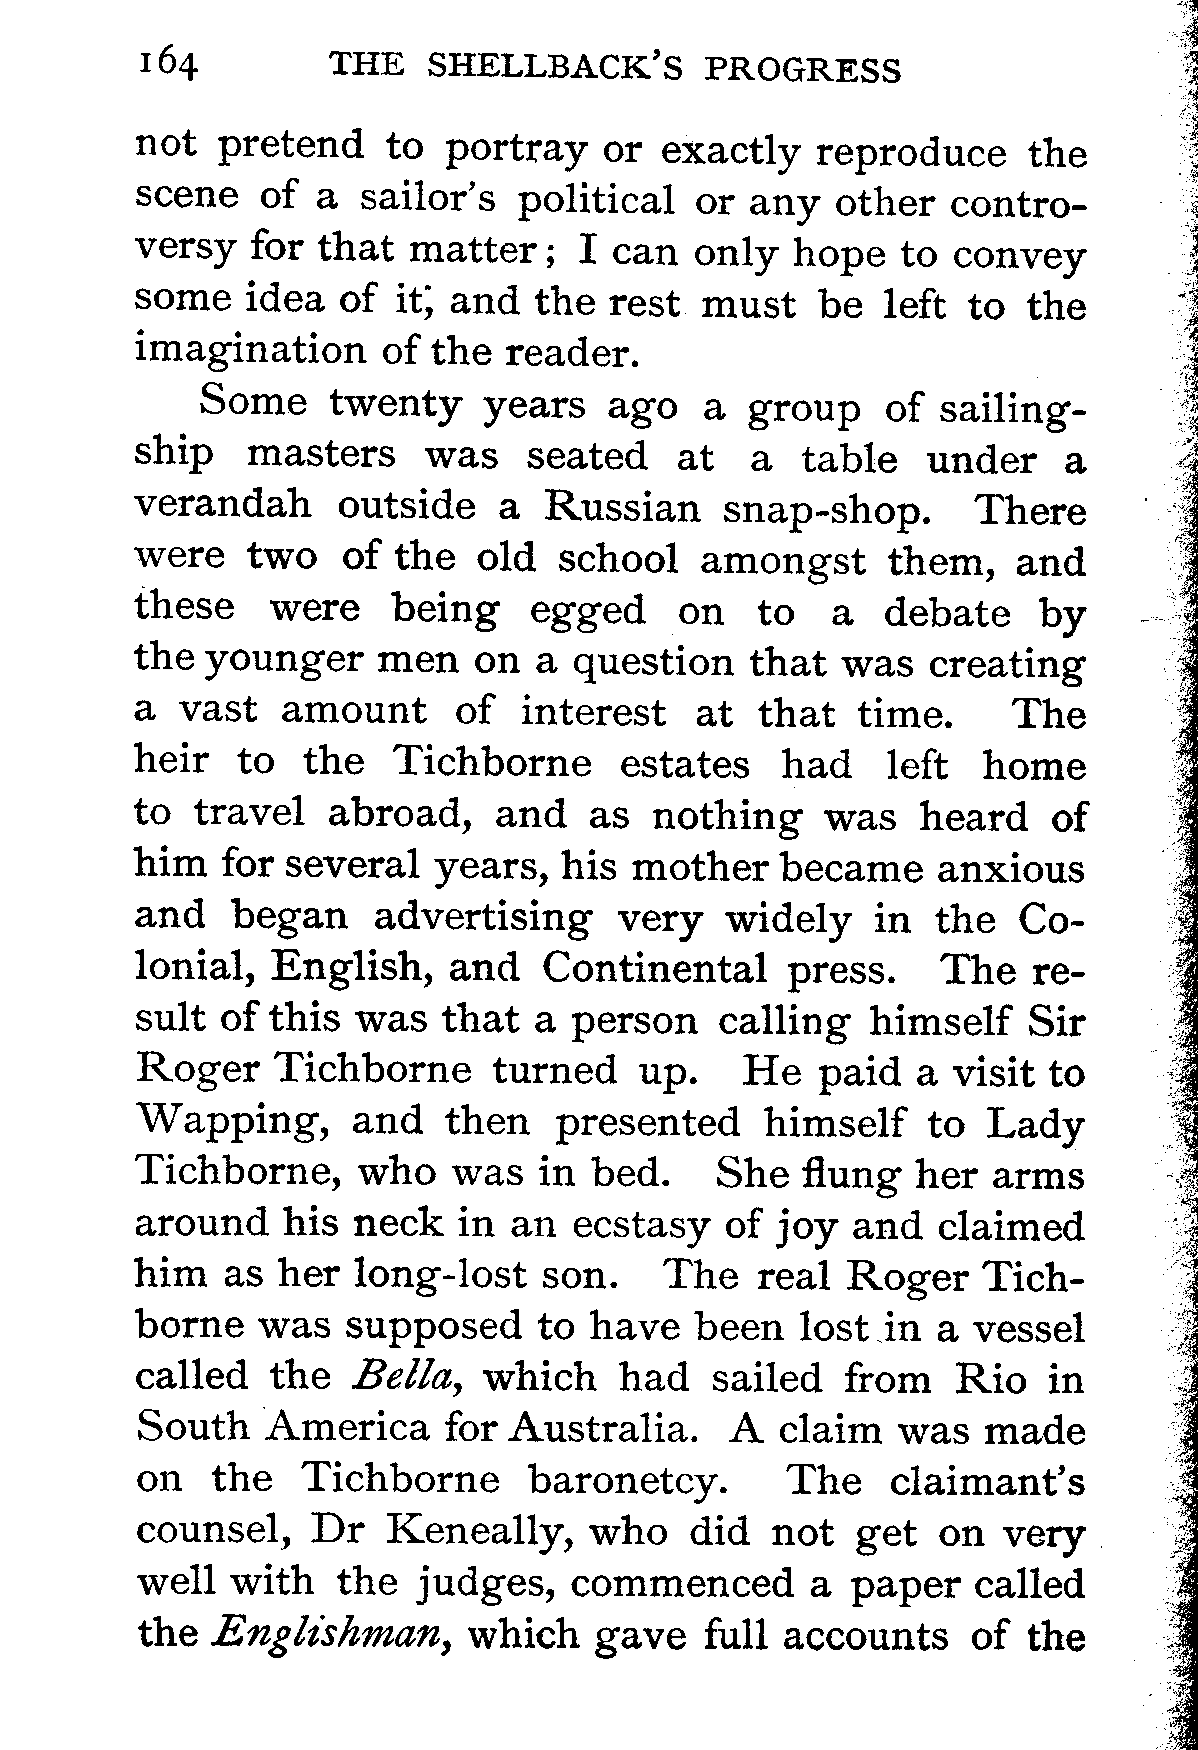 164 THE SHELLBACK'S PROGRESS
not pretend to portray or exactly reproduce the
scene of a sailor's political or any other contro-
versy for that matter; I can only hope to convey
some idea of it; and the rest must be left to the
imagination of the reader.
Some twenty years ago a group of sailing-
ship masters was seated at a table under a
verandah outside a Russian snap-shop. There
were two of the old school amongst them, and
these were being egged on to a debate by
the younger men on a question that was creating
a vast amount of interest at that time. The
heir to the Tichborne estates had left home
to travel abroad, and as nothing was heard of
him for several years, his mother became anxious
and began advertising very widely in the Co-
lonial, English, and Continental press. The re-
sult of this was that a person calling himself Sir
Roger Tichborne turned up. He paid a visit to
Wapping, and then presented himself to Lady
Tichborne, who was in bed. She flung her arms
around his neck in an ecstasy of joy and claimed
him as her long-lost son. The real Roger Tich-
borne was supposed to have been lost in a vessel
called the Bella, which had sailed from Rio in
South America for Australia. A claim was made
on the Tichborne baronetcy. The claimant's
counsel, Dr Keneally, who did not get on very
well with the judges, commenced a paper called
the Englishman, which gave full accounts of the